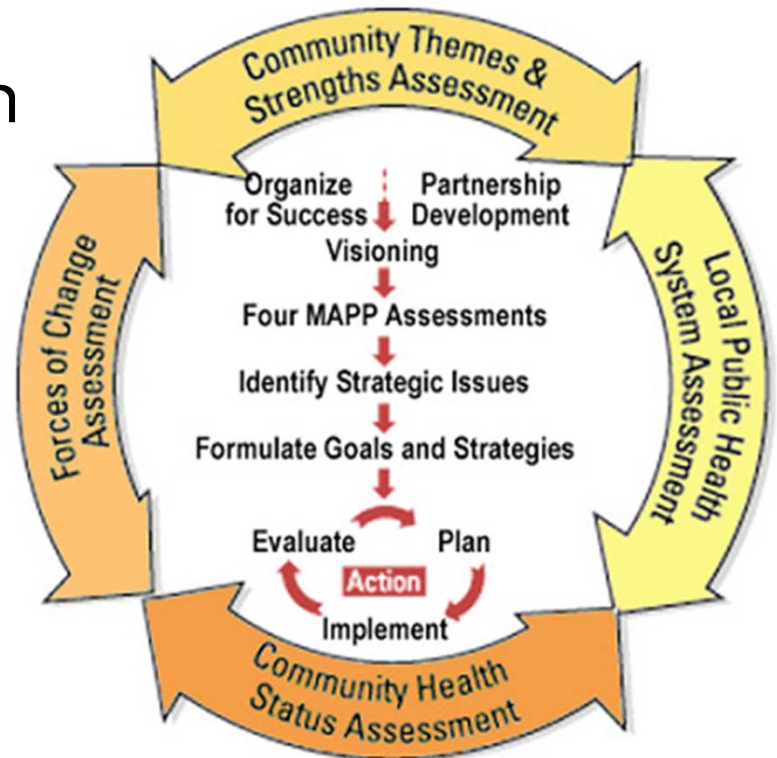 n
Community Themes &
Strengths Assessment
Organize
for Success
Partnership
Development
Visioning
Four MAPP Assessments
Identify Strategic Issues
Formulate Goals and Strategies
Evaluate
Plan
Action
Implement
Forces of Change
Assessment
Local Public Health
System Assessment
Community Health
Status Assessment